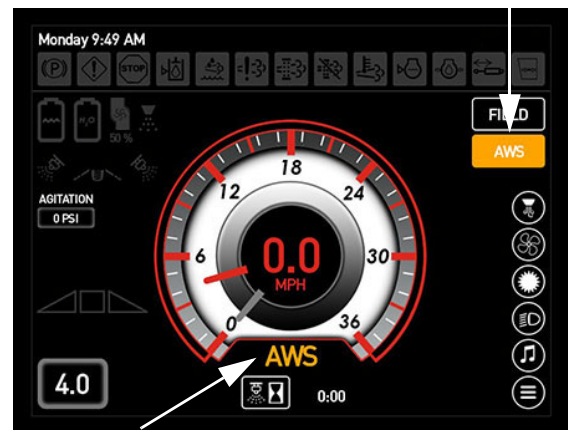 Monday 9:49 AM
(P)
STOP
H₂O
50 %
FIELD
AWS
AGITATION
0 PSI
0
6
12
18
24
30
36
0.0
MPH
AWS
4.0
0:00